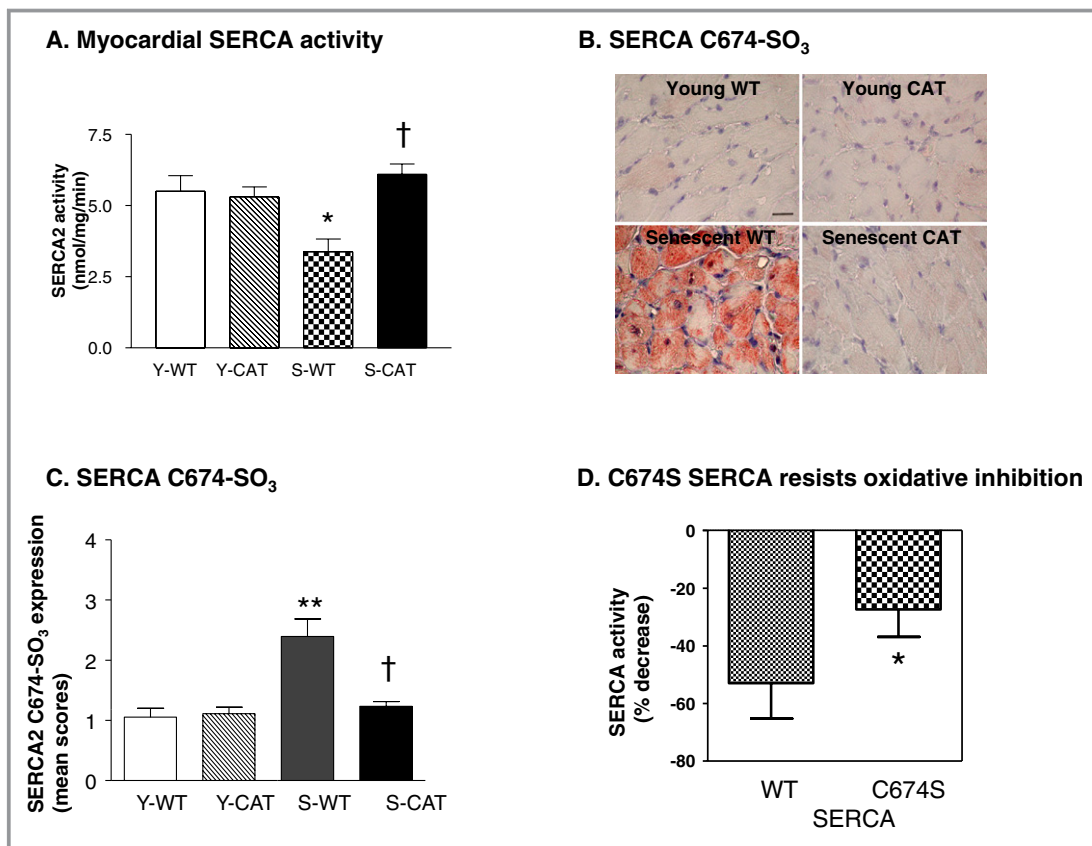 A. Myocardial SERCA activity
SERCA2 activity
(nmol/mg/min)
7.5
5.0
2.5
0.0
*
†
Y-WT Y-CAT S-WT S-CAT
B. SERCA C674-SO3
Young WT
Young CAT
Senescent WT
Senescent CAT
C. SERCA C674-SO3
SERCA2 C674-SO3 expression
(mean scores)
4
3
2
1
0
**
†
Y-WT Y-CAT S-WT S-CAT
D. C674S SERCA resists oxidative inhibition
SERCA activity
(% decrease)
0
-20
-40
-60
-80
*
WT C674S
SERCA